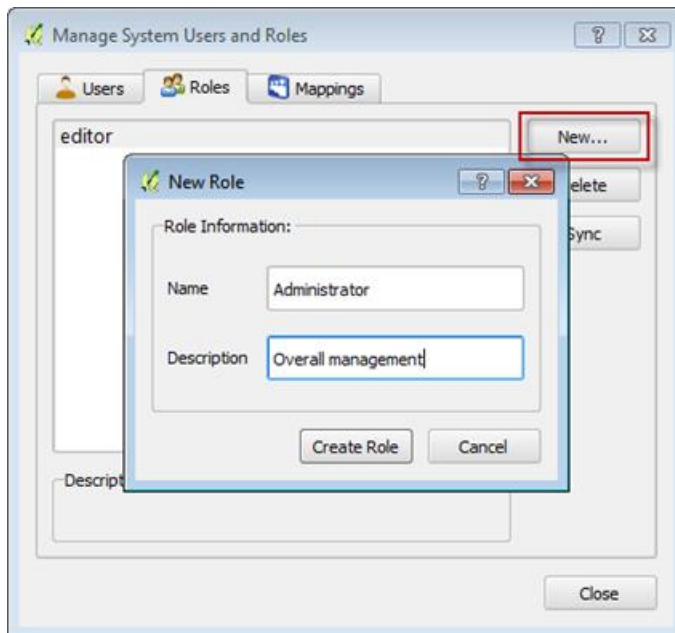 Manage System Users and Roles
Users Roles Mappings
editor
New...
New Role
elete
Sync
Role Information:
Name Administrator
Description Overall management
Create Role Cancel
Descript
Close